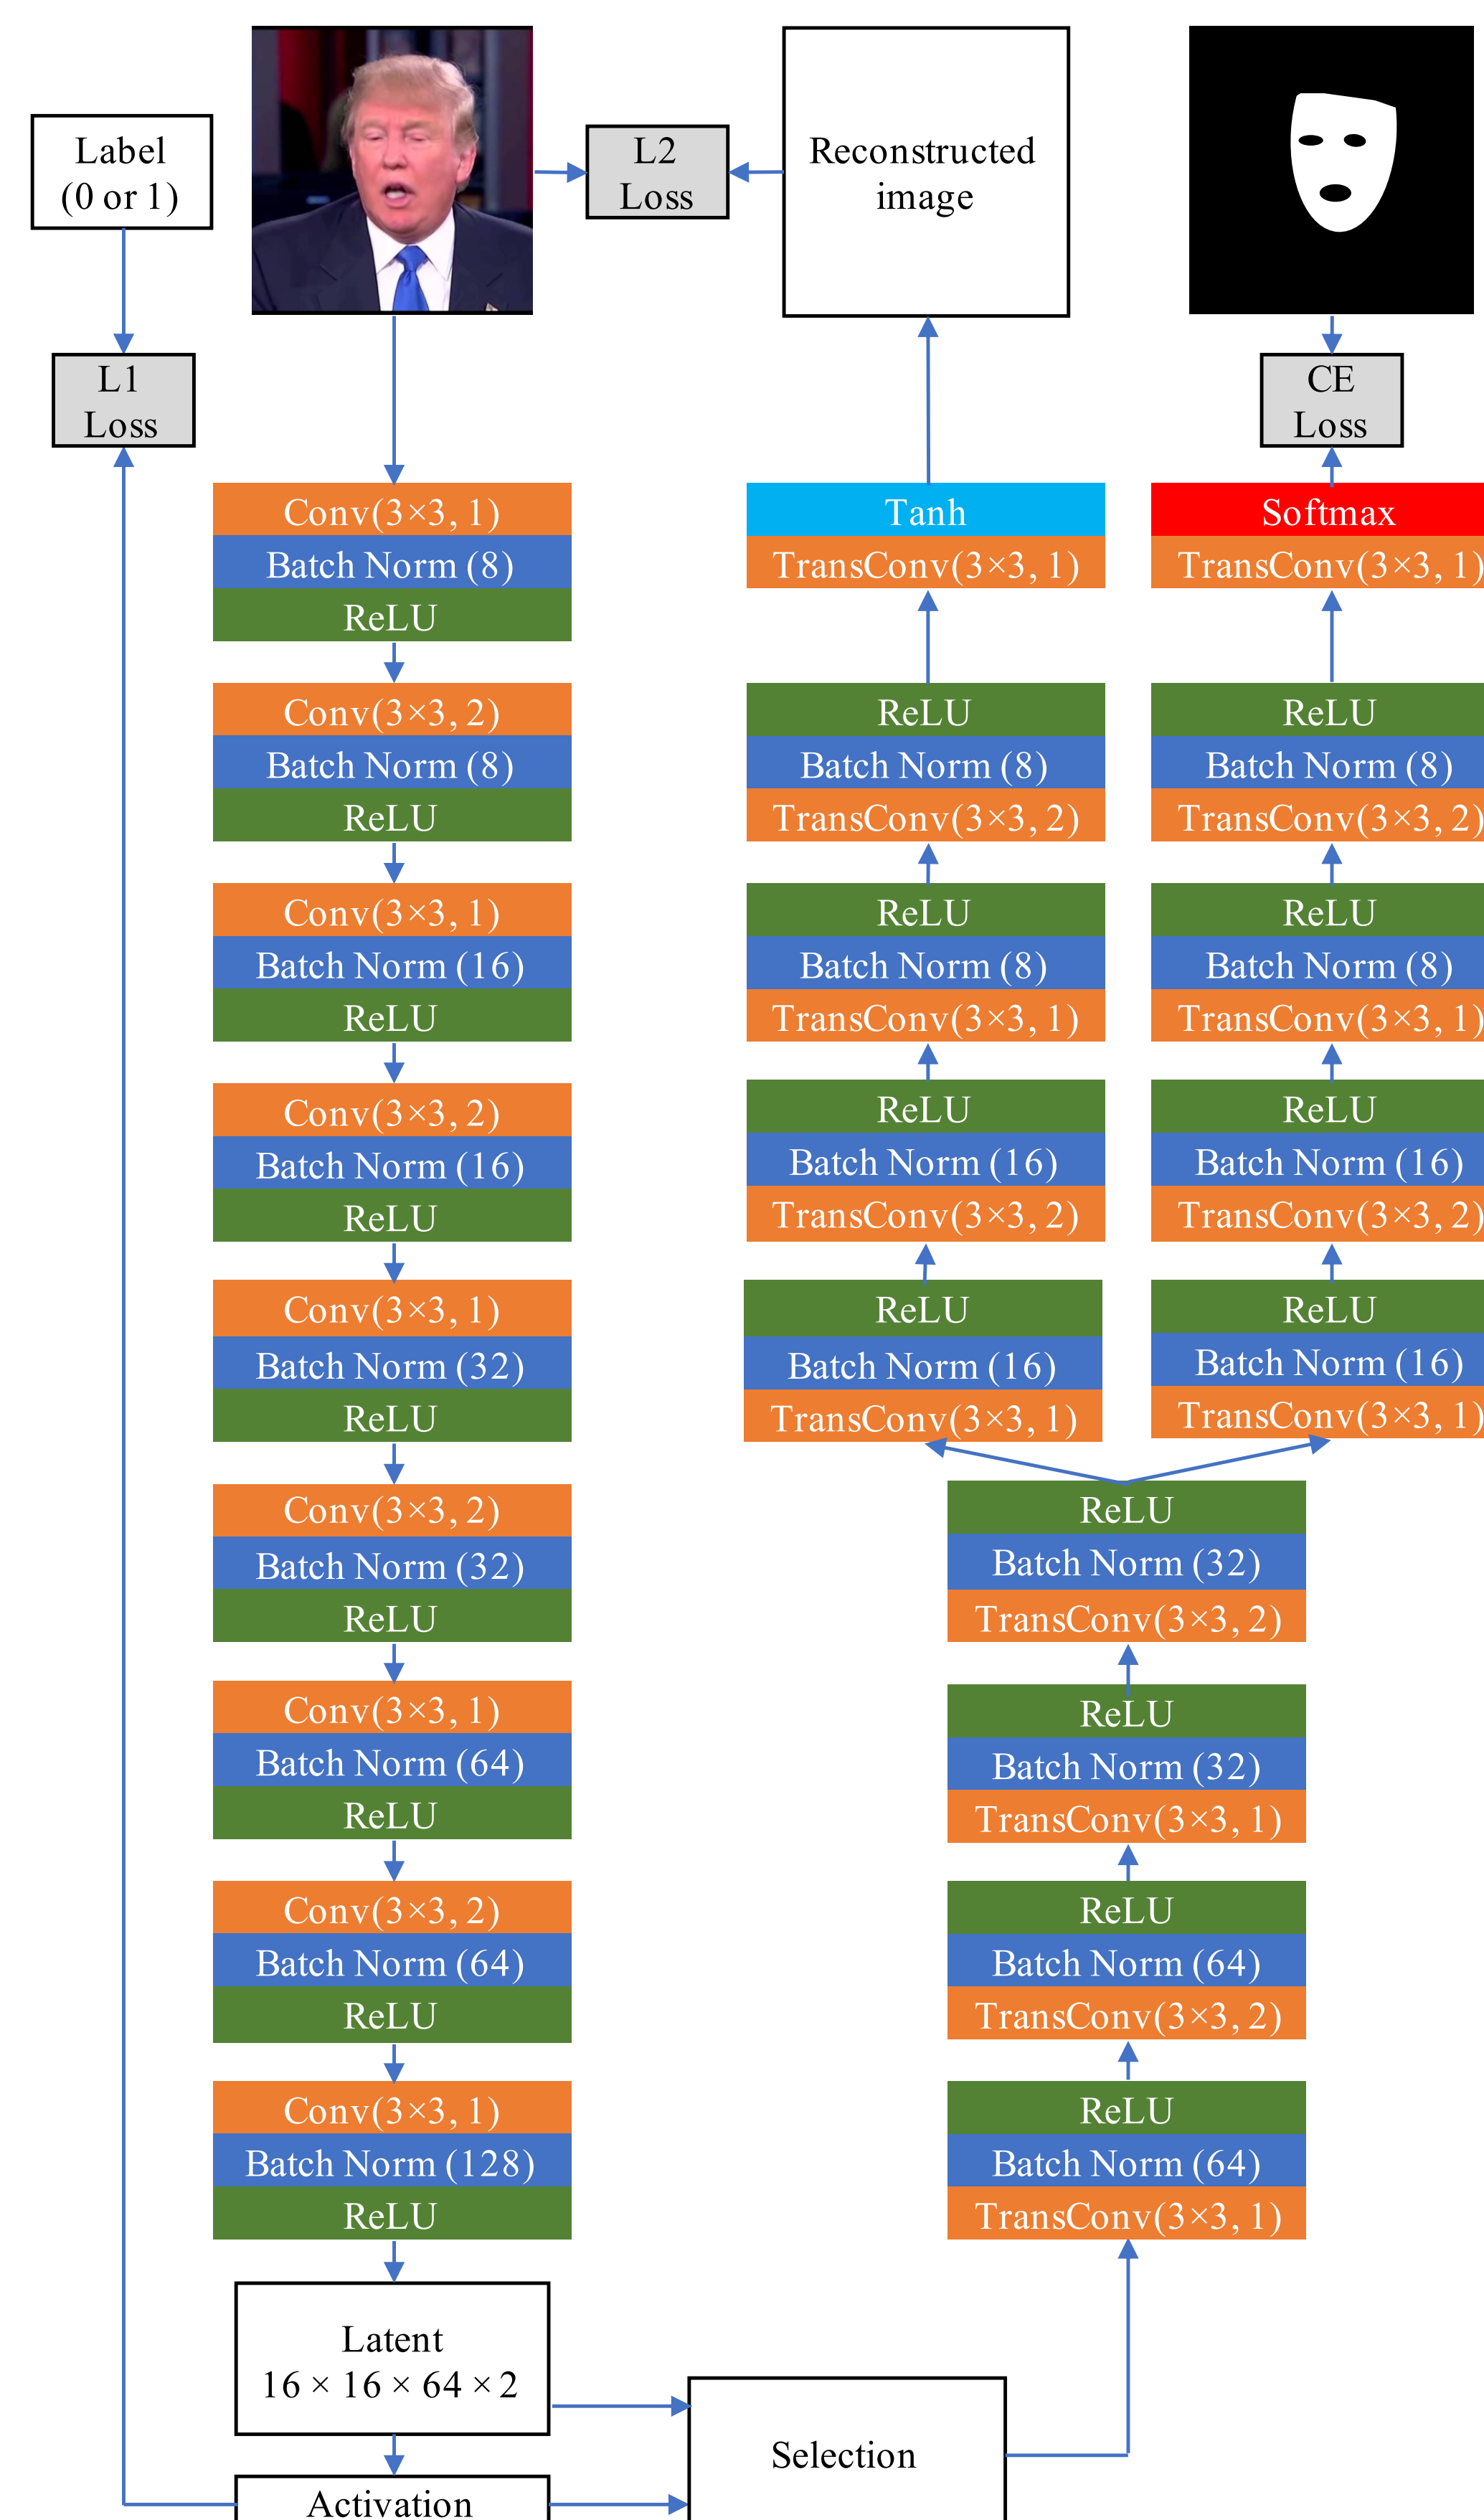 Label
(0 or 1)
L1
Loss
L2
Loss
Reconstructed
image
CE
Loss
Conv(3×3, 1)
Batch Norm (8)
ReLU
Conv(3×3, 2)
Batch Norm (8)
ReLU
Conv(3×3, 1)
Batch Norm (16)
ReLU
Conv(3×3, 2)
Batch Norm (16)
ReLU
Conv(3×3, 1)
Batch Norm (32)
ReLU
Conv(3×3, 2)
Batch Norm (32)
ReLU
Conv(3×3, 1)
Batch Norm (64)
ReLU
Conv(3×3, 2)
Batch Norm (64)
ReLU
Conv(3×3, 1)
Batch Norm (128)
ReLU
Latent
16 × 16 × 64 × 2
Activation
Selection
Tanh
TransConv(3×3, 1)
ReLU
Batch Norm (8)
TransConv(3×3, 2)
ReLU
Batch Norm (8)
TransConv(3×3, 1)
ReLU
Batch Norm (16)
TransConv(3×3, 2)
ReLU
Batch Norm (16)
TransConv(3×3, 1)
Softmax
TransConv(3×3, 1)
ReLU
Batch Norm (8)
TransConv(3×3, 2)
ReLU
Batch Norm (8)
TransConv(3×3, 1)
ReLU
Batch Norm (16)
TransConv(3×3, 2)
ReLU
Batch Norm (16)
TransConv(3×3, 1)
ReLU
Batch Norm (32)
TransConv(3×3, 2)
ReLU
Batch Norm (32)
TransConv(3×3, 1)
ReLU
Batch Norm (64)
TransConv(3×3, 2)
ReLU
Batch Norm (64)
TransConv(3×3, 1)